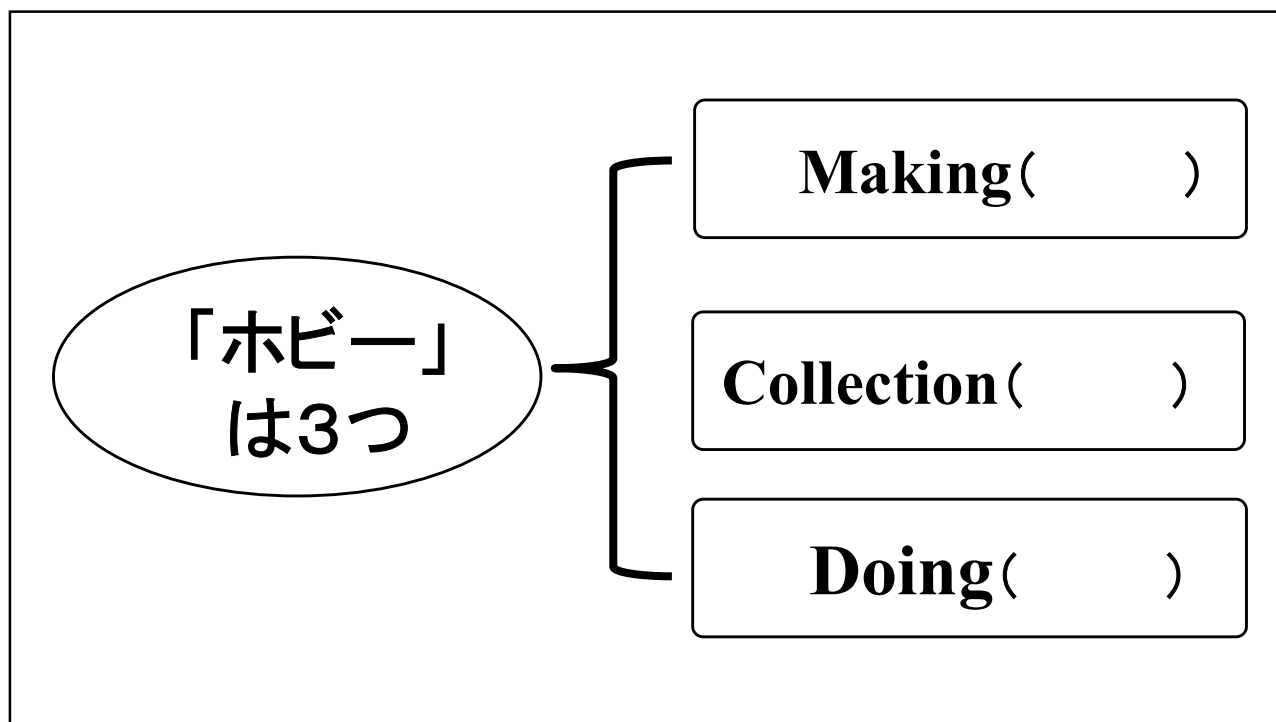 「ホビー」
は３つ
Making（　　　）
Collection（　　　）
Doing（　　　）